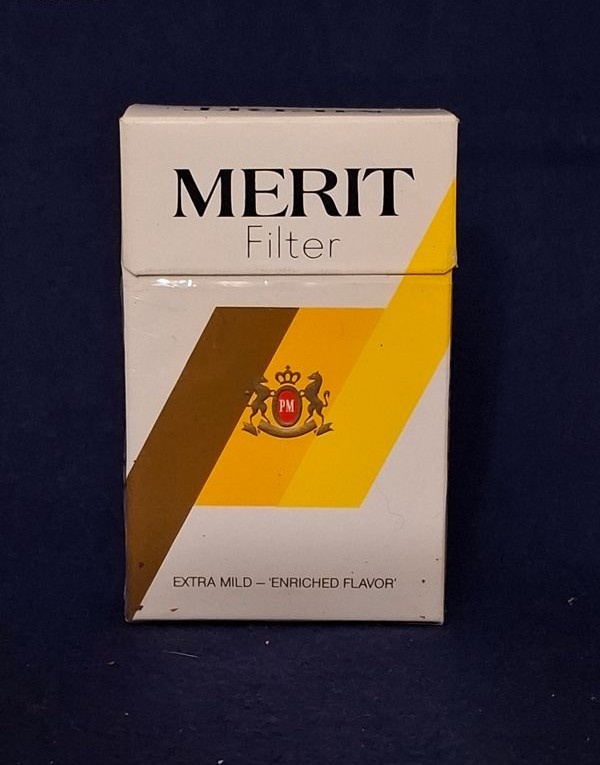 MERIT
Filter
PM
EXTRA MILD – 'ENRICHED FLAVOR'